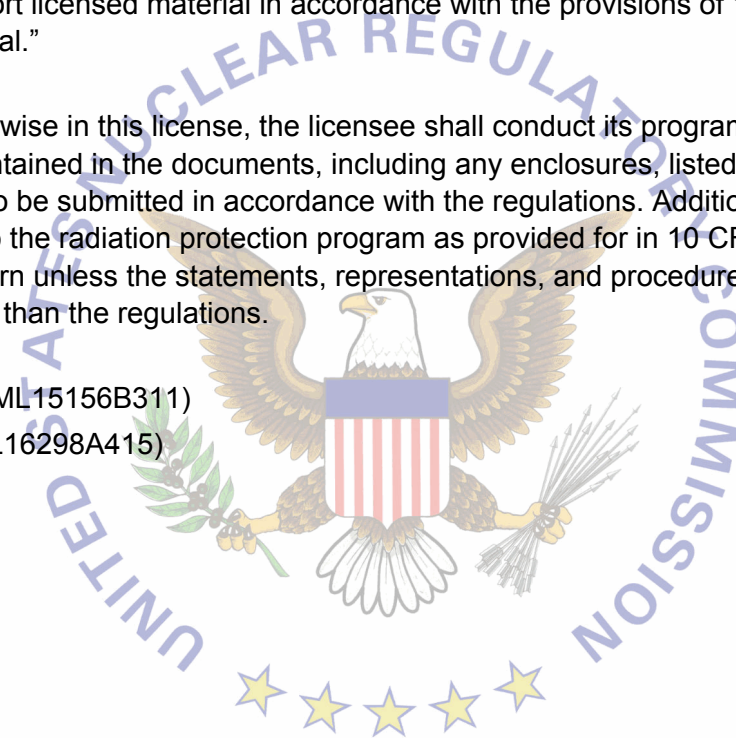 ort licensed material in accordance with the provisions of
al.”
wise in this license, the licensee shall conduct its program
ntained in the documents, including any enclosures, listed
o be submitted in accordance with the regulations. Additio
o the radiation protection program as provided for in 10 CF
rn unless the statements, representations, and procedure
than the regulations.
ML15156B311)
L16298A415)
UNITED STATES NUCLEAR REGULATORY COMMISSION